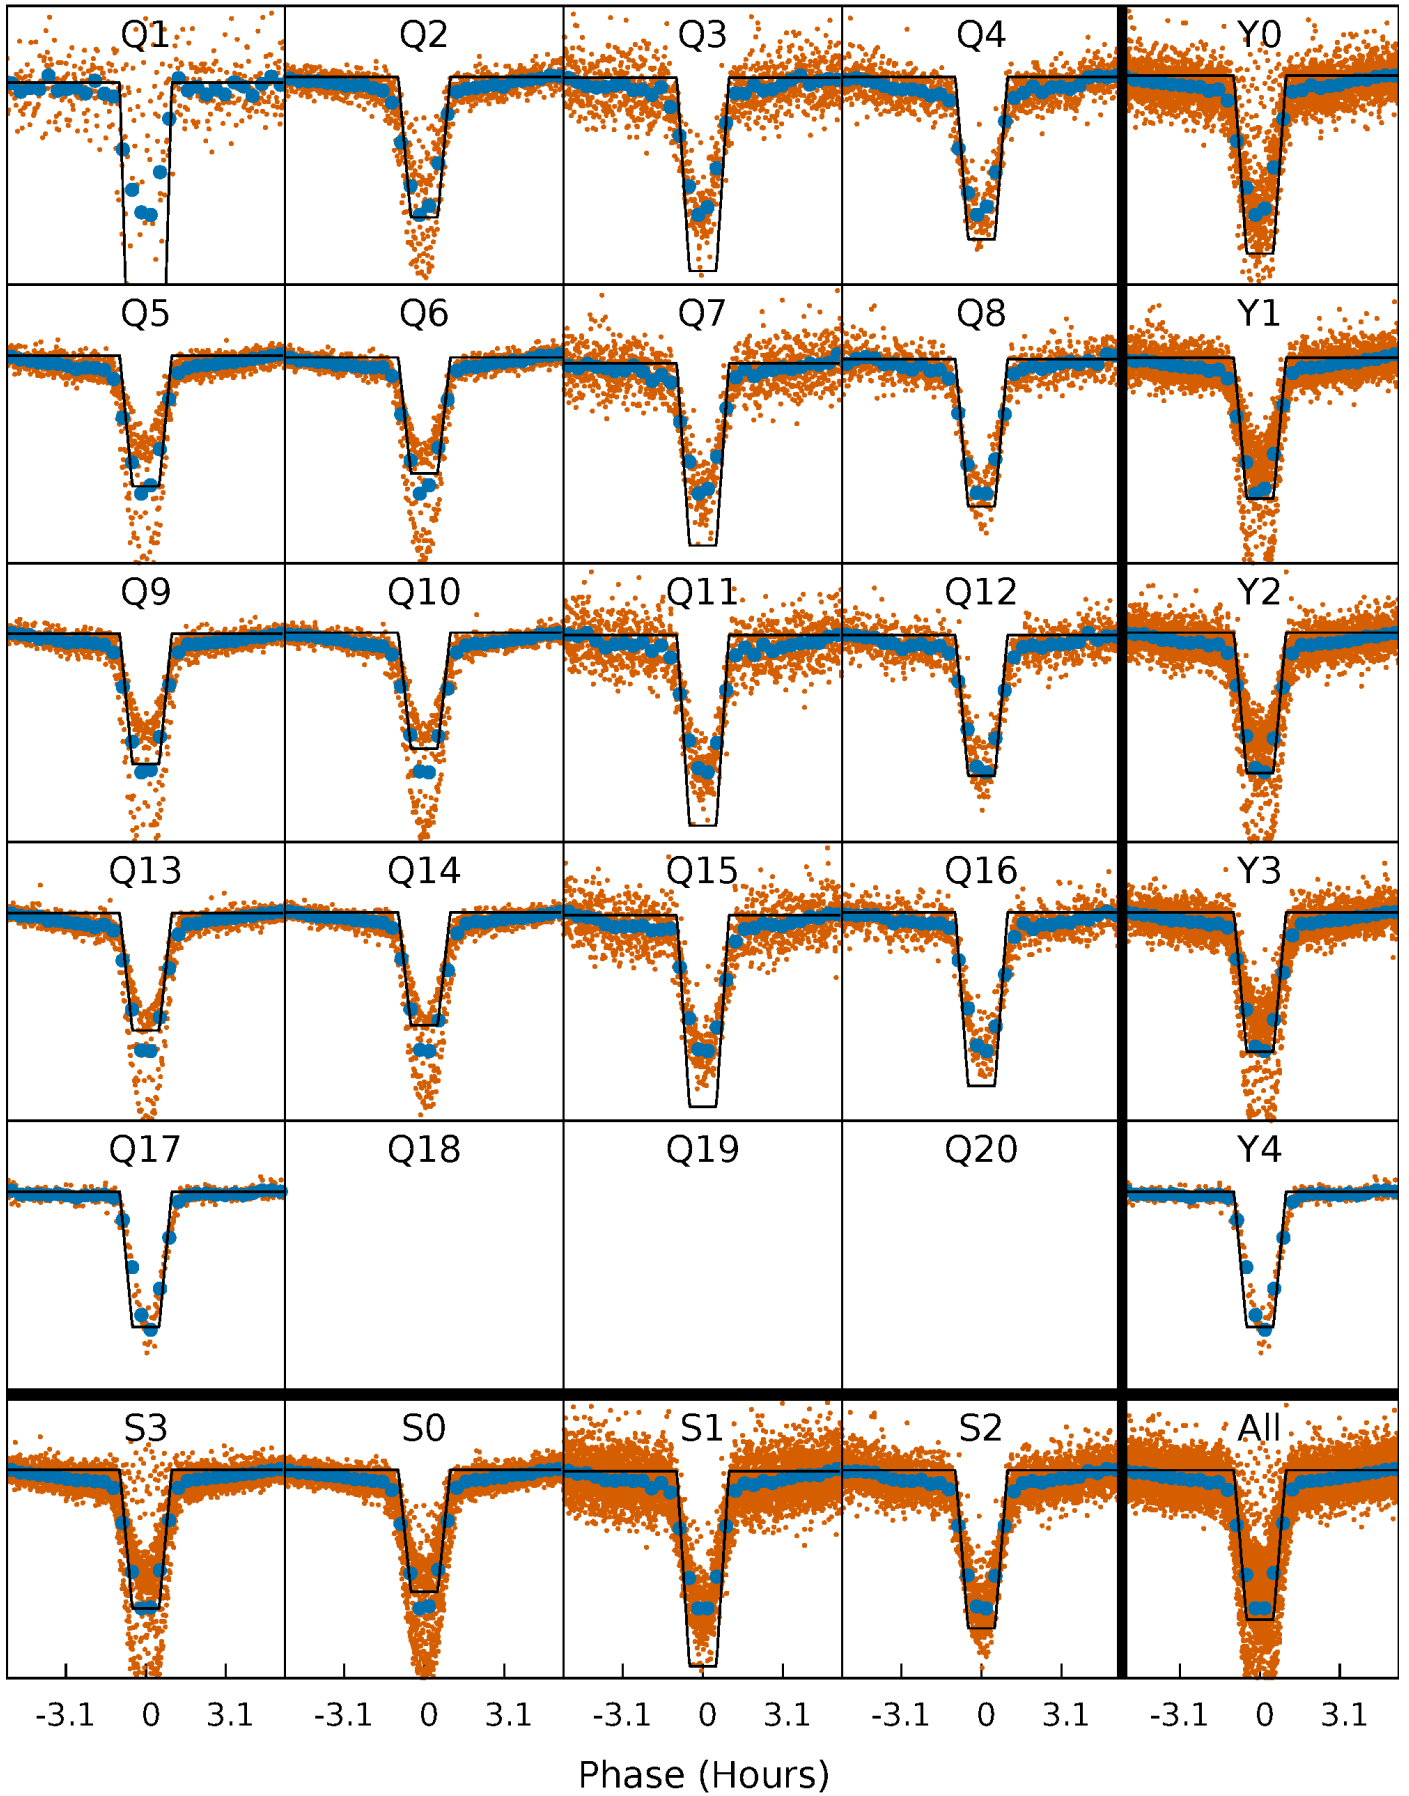 Q1 Q2 Q3 Q4 Y0
Q5 Q6 Q7 Q8 Y1
Q9 Q10 Q11 Q12 Y2
Q13 Q14 Q15 Q16 Y3
Q17 Q18 Q19 Q20 Y4
S3 S0 S1 S2 All
-3.1 0 3.1 -3.1 0 3.1 -3.1 0 3.1 -3.1 0 3.1 -3.1 0 3.1
Phase (Hours)